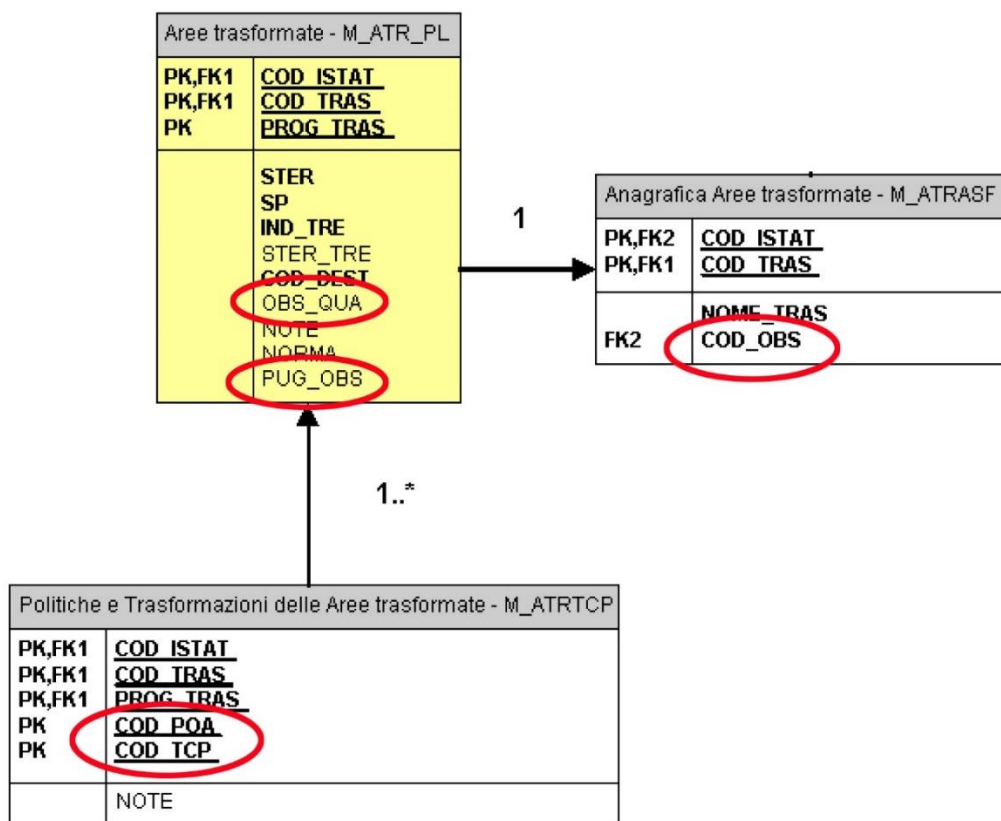 Aree trasformate - M_ATR_PL
PK,FK1 COD_ISTAT
PK,FK1 COD_TRAS
PK PROG_TRAS
STER
SP
IND_TRE
STER_TRE
COD_DEST
OBS_QUA
NOTE
NORMA
PUG_OBS
1
Anagrafica Aree trasformate - M_ATRASF
PK,FK2 COD_ISTAT
PK,FK1 COD_TRAS
NOME_TRAS
FK2 COD_OBS
1..*
Politiche e Trasformazioni delle Aree trasformate - M_ATRTCP
PK,FK1 COD_ISTAT
PK,FK1 COD_TRAS
PK,FK1 PROG_TRAS
PK COD_POA
PK COD_TCP
NOTE